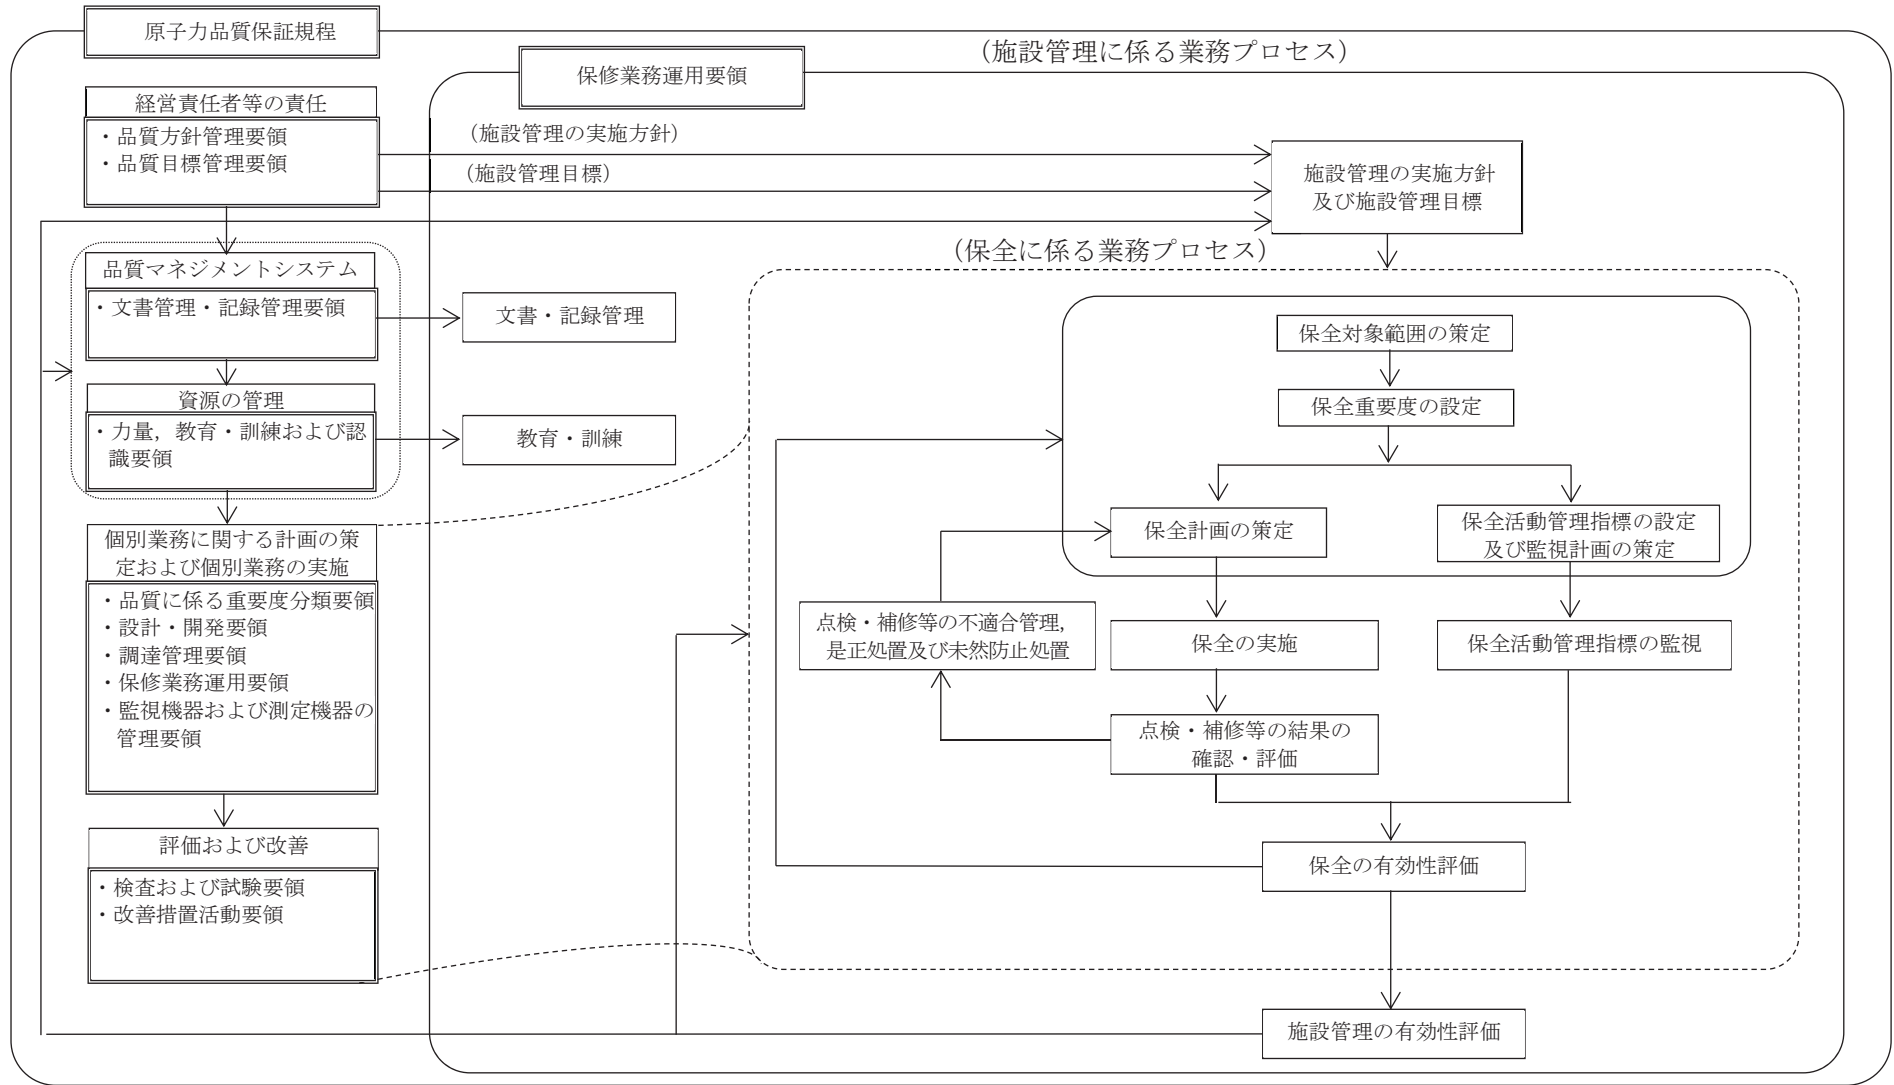 原子力品質保証規程
(施設管理に係る業務プロセス)
保修業務運用要領
経営責任者等の責任
・品質方針管理要領
・品質目標管理要領
(施設管理の実施方針)
(施設管理目標)
施設管理の実施方針
及び施設管理目標
(保全に係る業務プロセス)
品質マネジメントシステム
・文書管理・記録管理要領
文書・記録管理
資源の管理
・力量，教育・訓練および認
識要領
教育・訓練
個別業務に関する計画の策
定および個別業務の実施
・品質に係る重要度分類要領
・設計・開発要領
・調達管理要領
・保修業務運用要領
・監視機器および測定機器の
管理要領
評価および改善
・検査および試験要領
・改善措置活動要領
保全対象範囲の策定
保全重要度の設定
保全計画の策定
保全活動管理指標の設定
及び監視計画の策定
点検・補修等の不適合管理，
是正処置及び未然防止処置
保全の実施
保全活動管理指標の監視
点検・補修等の結果の
確認・評価
保全の有効性評価
施設管理の有効性評価